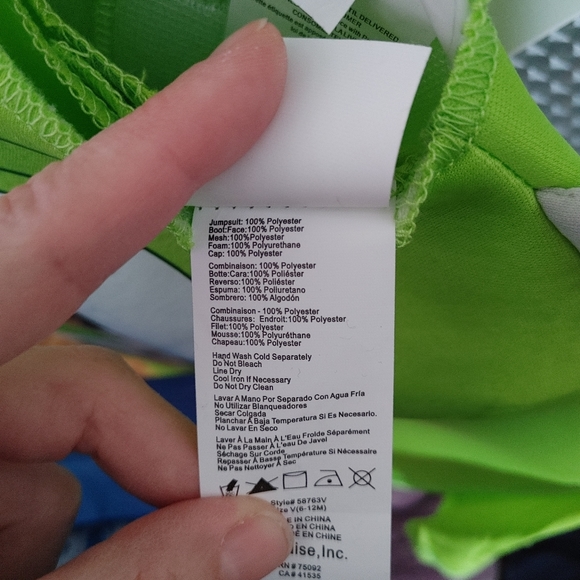 DELIVERED
CONSO
Jumpsuit: 100% Polyester
Boot:Face:100%Polyester
Mesh:100%Polyester
Foam:100% Polyurethane
Cap: 100% Polyester
Combinaison: 100% Polyester
Botte:Cara:100% Poliéster
Reverso:100% Poliéster
Espuma: 100% Poliuretano
Sombrero: 100% Algodón
Combinaison - 100% Polyester
Chaussures: Endroit:100% Polyester
Filet:100% Polyester
Mousse:100% Polyuréthane
Chapeau:100% Polyester
Hand Wash Cold Separately
Do Not Bleach
Line Dry
Cool Iron If Necessary
Do Not Dry Clean
Lavar A Mano Por Separado Con Agua Fría
No Utilizar Blanqueadores
Secar Colgada
Planchar Á Baja Temperatura Si Es Necesario.
No Lavar En Seco
Laver À La Main À L'Eau Froide Séparément
Ne Pas Passer À L'Eau De Javel
Séchage Sur Corde
Repasser À Basse Température Si Nécessaire
Ne Pas Nettoyer À Sec
Style# 58763V
ze V(6-12M)
E IN CHINA
EN CHINA
EN CHINE
ise,Inc.
RN # 75092
CA # 41535